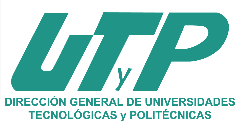 UTyP
DIRECCIÓN GENERAL DE UNIVERSIDADES
TECNOLÓGICAS y POLITÉCNICAS